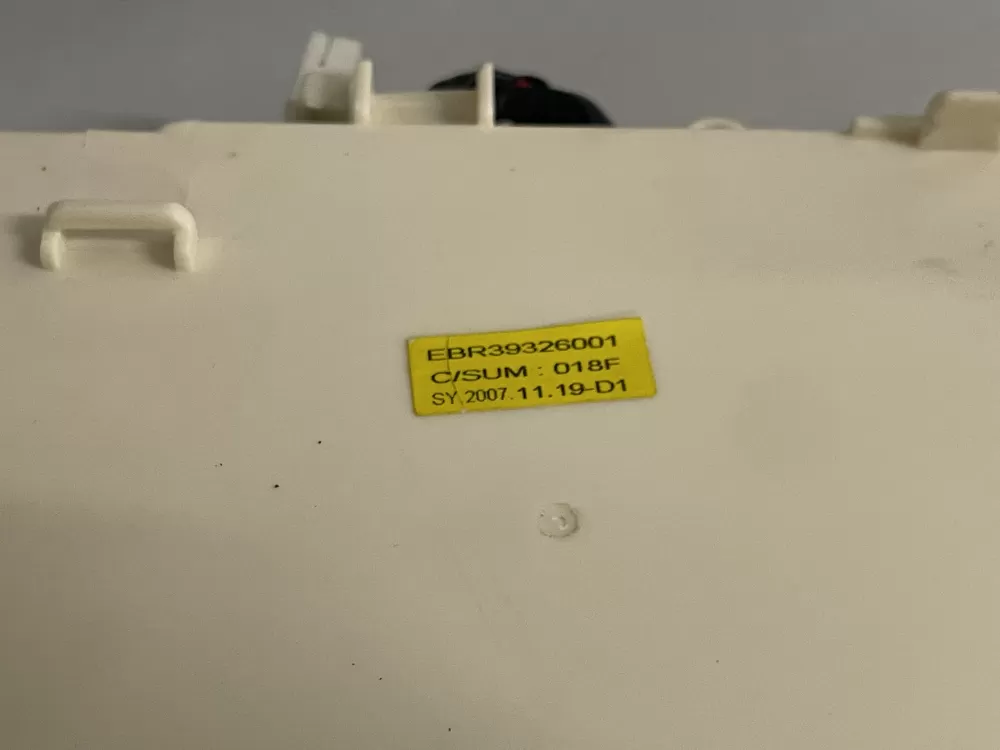 EBR39326001
C/SUM : 018F
SY 2007.11.19-D1